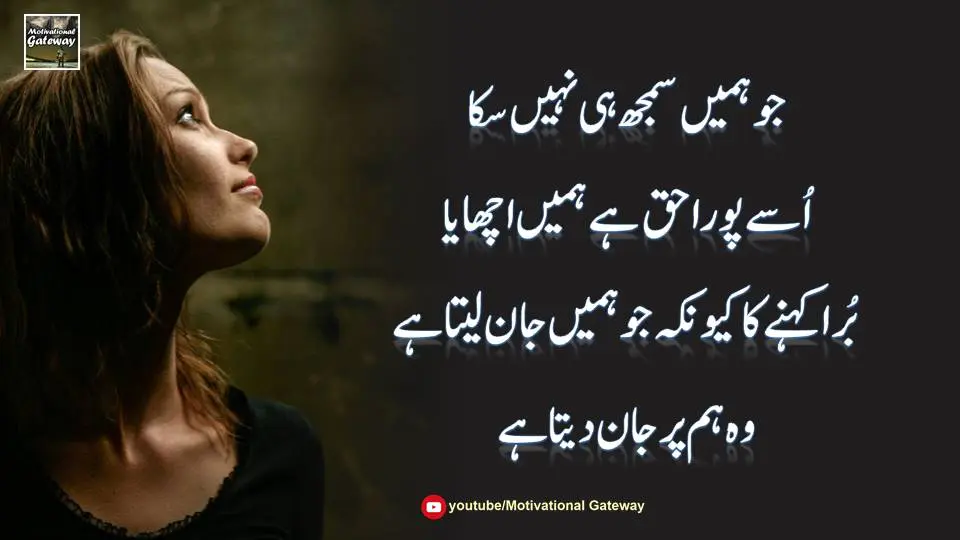 Motivational
Gateway
جو ہمیں سمجھ ہی نہیں سکا
اُسے پورا حق ہے ہمیں اچھا یا
بُرا کہنے کا کیونکہ جو ہمیں جان لیتا ہے
وہ ہم پر جان دیتا ہے
youtube/Motivational Gateway